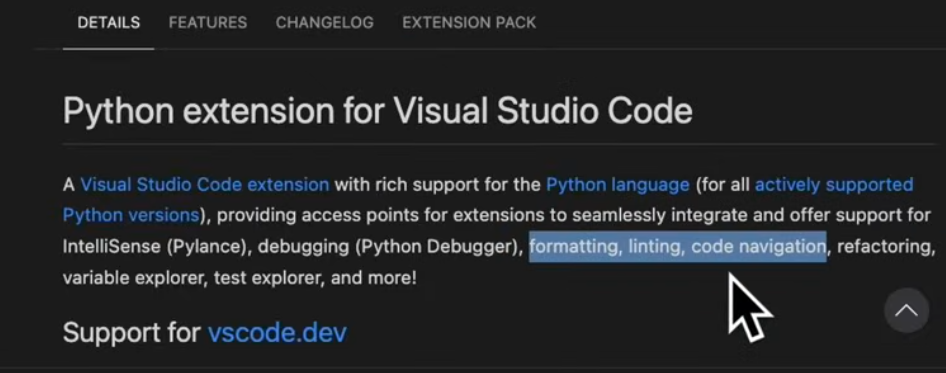 DETAILS FEATURES CHANGELOG EXTENSION PACK
Python extension for Visual Studio Code
A Visual Studio Code extension with rich support for the Python language (for all actively supported
Python versions), providing access points for extensions to seamlessly integrate and offer support for
IntelliSense (Pylance), debugging (Python Debugger), formatting, linting, code navigation, refactoring,
variable explorer, test explorer, and more!
Support for vscode.dev